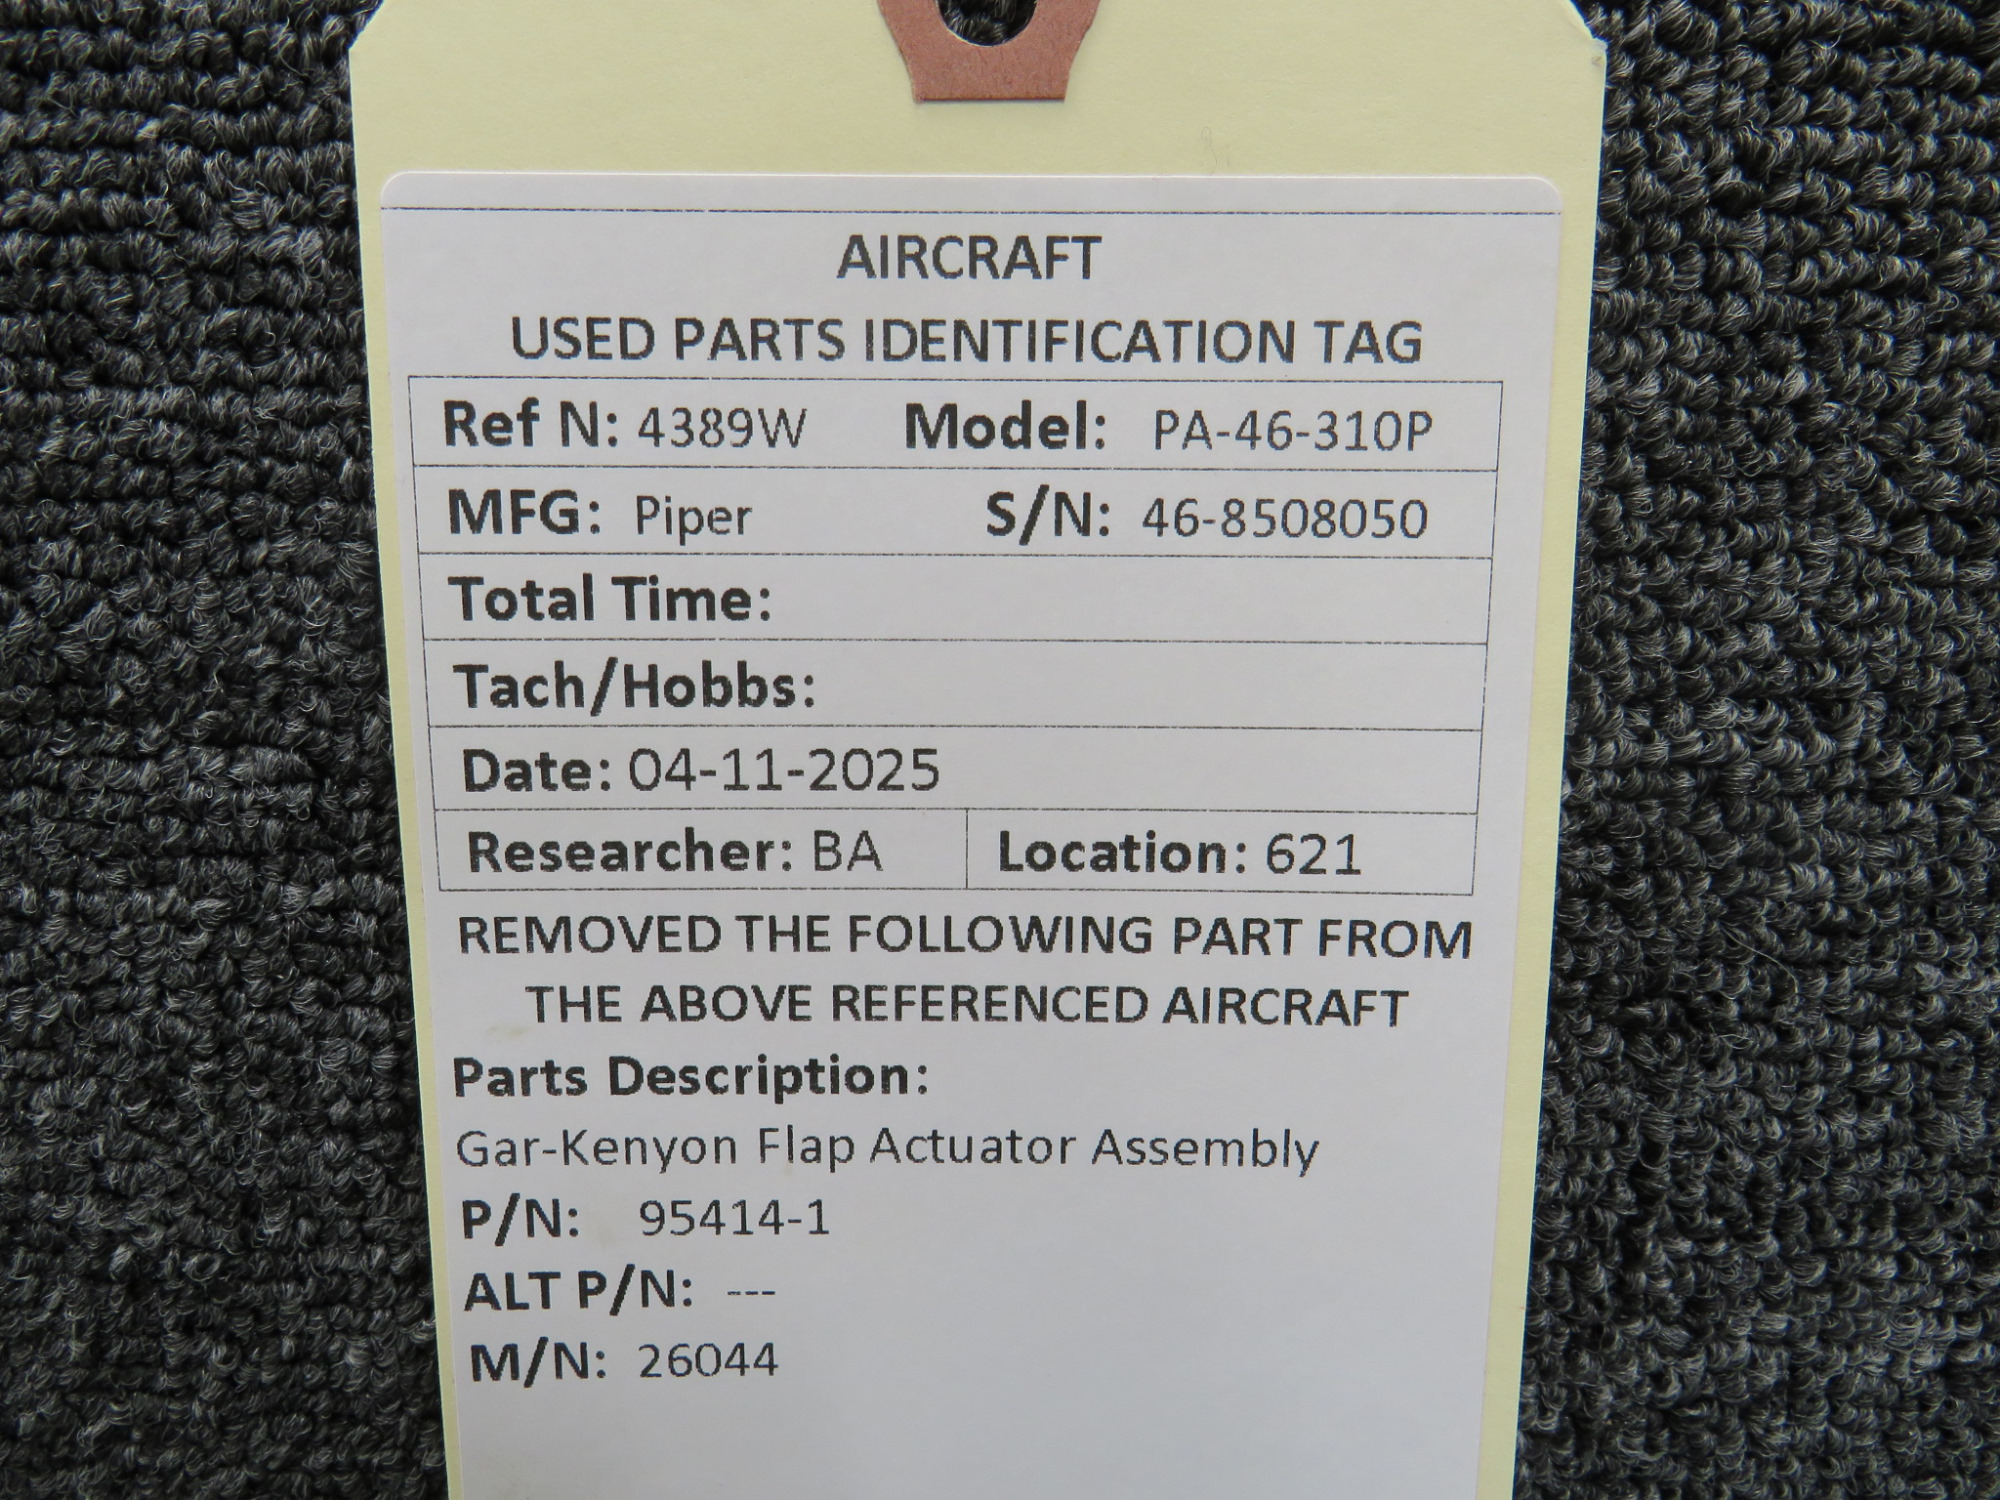 AIRCRAFT
USED PARTS IDENTIFICATION TAG
Ref N: 4389W Model: PA-46-310P
MFG: Piper S/N: 46-8508050
Total Time:
Tach/Hobbs:
Date: 04-11-2025
Researcher: BA Location: 621
REMOVED THE FOLLOWING PART FROM
THE ABOVE REFERENCED AIRCRAFT
Parts Description:
Gar-Kenyon Flap Actuator Assembly
P/N: 95414-1
ALT P/N: ---
M/N: 26044